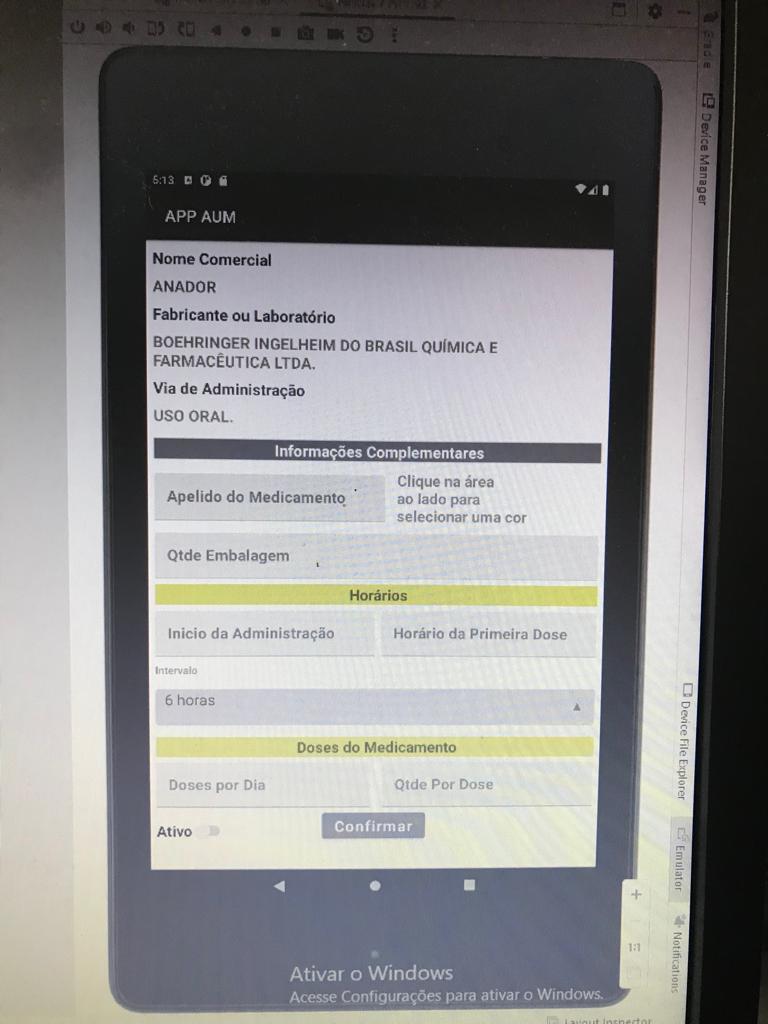 5:13
APP AUM
Nome Comercial
ANADOR
Fabricante ou Laboratório
BOEHRINGER INGELHEIM DO BRASIL QUÍMICA E
FARMACÊUTICA LTDA.
Via de Administração
USO ORAL.
Informações Complementares
Apelido do Medicamento
Clique na área
ao lado para
selecionar uma cor
Qtde Embalagem
Horários
Inicio da Administração
Horário da Primeira Dose
Intervalo
6 horas
Doses do Medicamento
Doses por Dia
Qtde Por Dose
Ativo
Confirmar
Ativar o Windows
Acesse Configurações para ativar o Windows.
Gradle
Device Manager
Device File Explorer
Emulator
Notifications
1:1
Layout Inspector